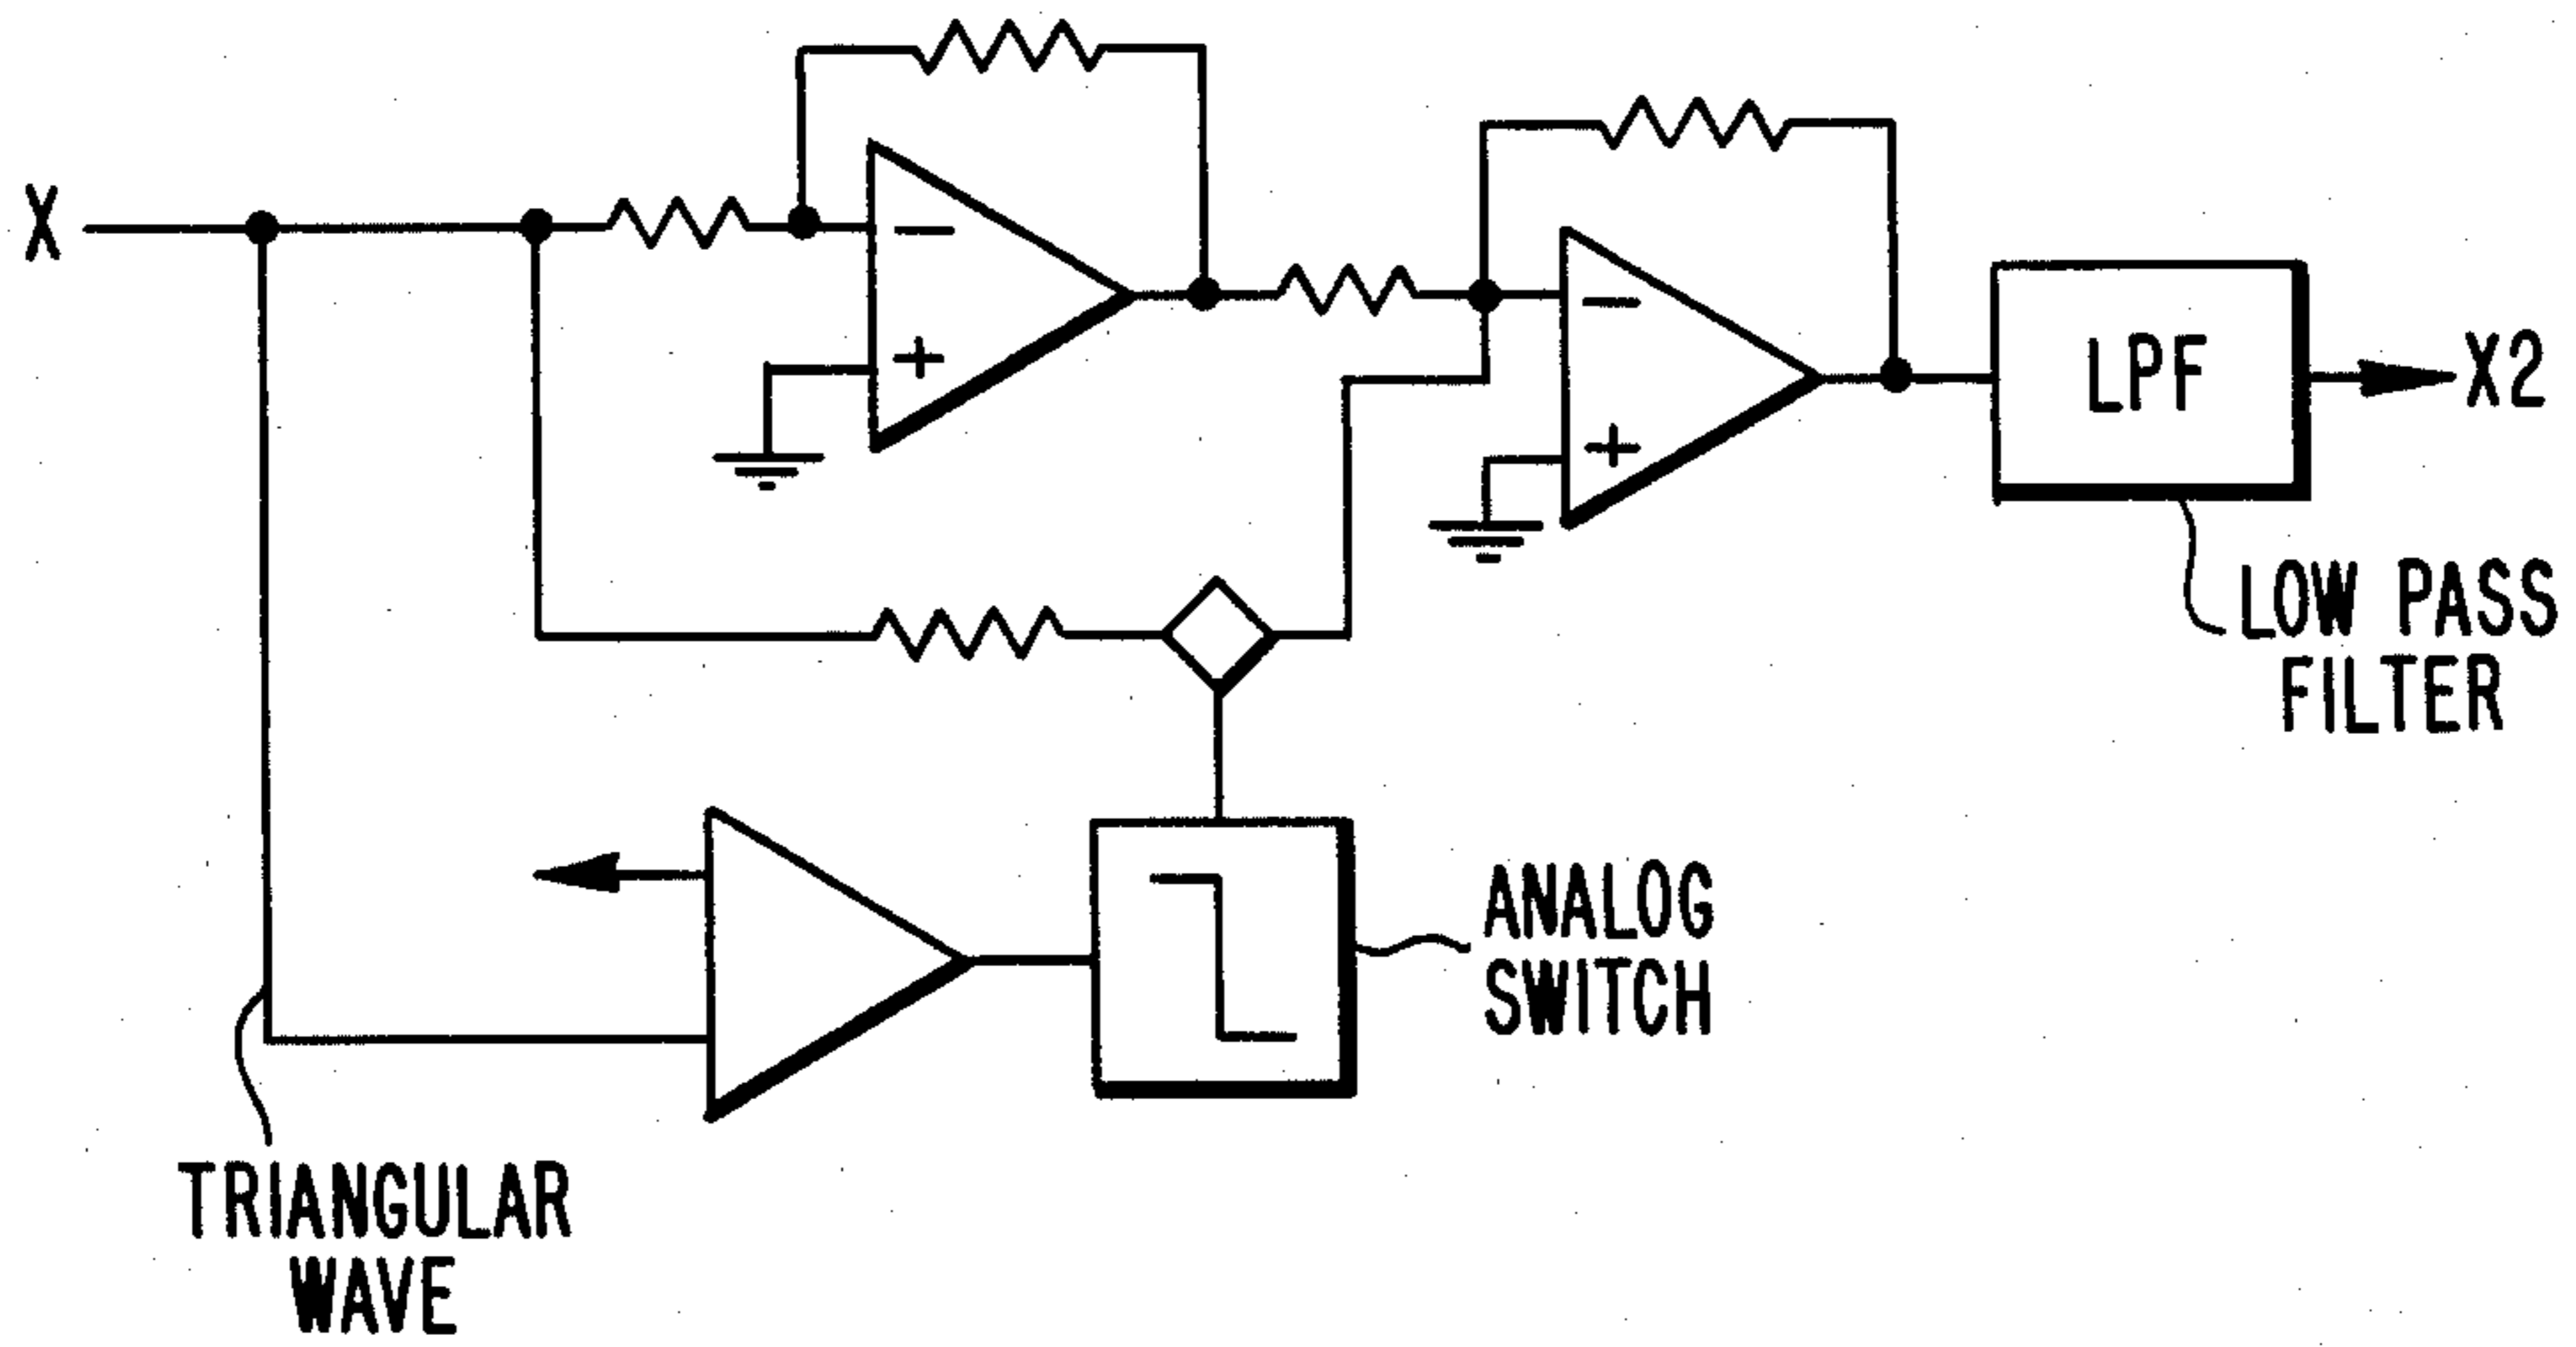 X
−
+
−
+
LPF
X2
LOW PASS
FILTER
ANALOG
SWITCH
TRIANGULAR
WAVE